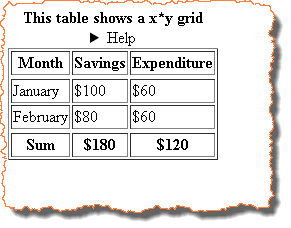 This table shows a x*y grid
▶ Help
Month Savings Expenditure
January $100 $60
February $80 $60
Sum $180 $120